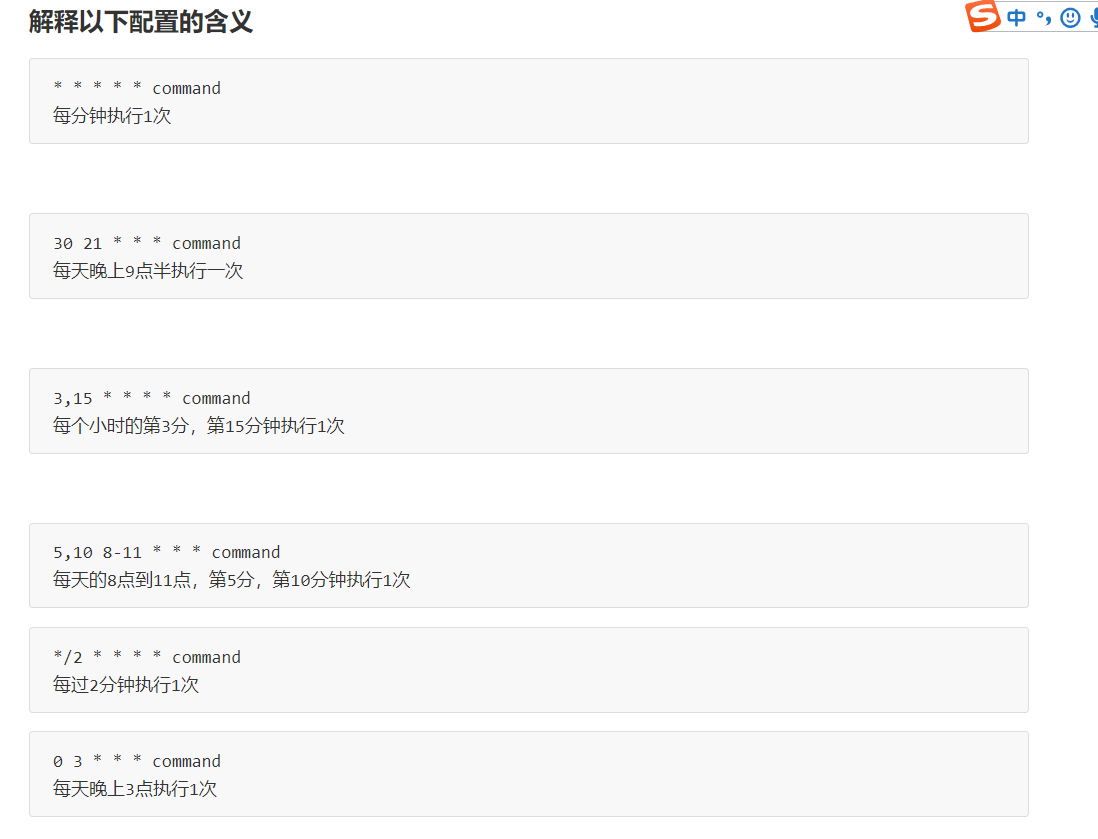 解释以下配置的含义
中
* * * * * command
每分钟执行1次
30 21 * * * command
每天晚上9点半执行一次
3,15 * * * * command
每个小时的第3分，第15分钟执行1次
5,10 8-11 * * * command
每天的8点到11点，第5分，第10分钟执行1次
*/2 * * * * command
每过2分钟执行1次
0 3 * * * command
每天晚上3点执行1次